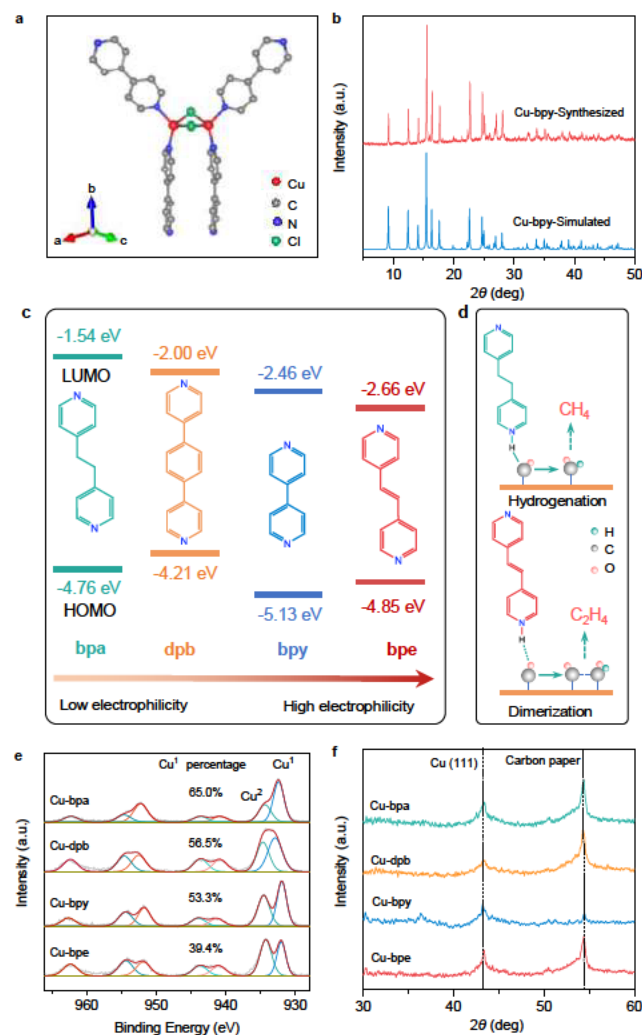 a
N
N
Cu
C
N
Cl
b
a
c
b
Intensity (a.u.)
Cu-bpy-Synthesized
Cu-bpy-Simulated
10 20 30 40 50
2θ (deg)
c
-1.54 eV
-2.00 eV
-2.46 eV
-2.66 eV
LUMO
N
N
N
N
N
N
N
N
-4.76 eV
-4.21 eV
-5.13 eV
-4.85 eV
HOMO
bpa
dpb
bpy
bpe
Low electrophilicity
High electrophilicity
d
N
N
H
CH4
Hydrogenation
N
H
C
O
N
H
C2H4
Dimerization
e
Intensity (a.u.)
Cu1 percentage
Cu1
Cu2
Cu-bpa
65.0%
Cu-dpb
56.5%
Cu-bpy
53.3%
Cu-bpe
39.4%
960 950 940 930
Binding Energy (eV)
f
Intensity (a.u.)
Cu (111)
Carbon paper
Cu-bpa
Cu-dpb
Cu-bpy
Cu-bpe
30 40 50 60
2θ (deg)